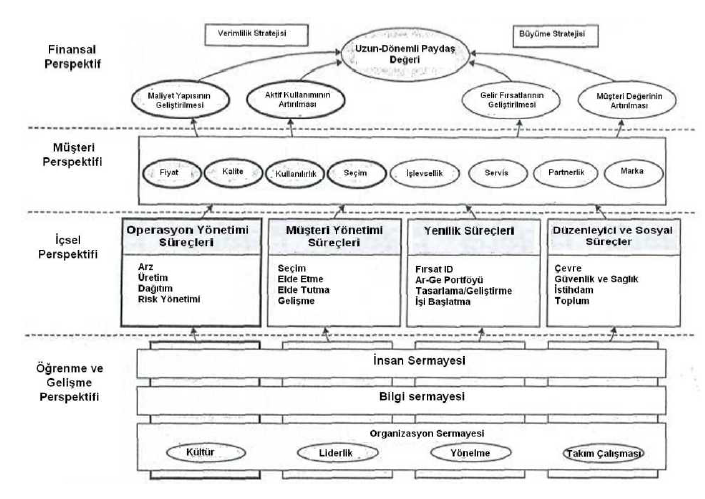 Verimlilik Stratejisi
Büyüme Stratejisi
Finansal
Perspektif
Uzun-Dönemli Paydaş
Değeri
Maliyet Yapısının
Geliştirilmesi
Aktif Kullanımının
Artırılması
Gelir Fırsatlarının
Geliştirilmesi
Müşteri Değerinin
Artırılması
Müşteri
Perspektifi
Fiyat
Kalite
Kullanılırlık
Seçim
İşlevsellik
Servis
Partnerlik
Marka
İçsel
Perspektifi
Operasyon Yönetimi
Süreçleri
Arz
Üretim
Dağıtım
Risk Yönetimi
Müşteri Yönetimi
Süreçleri
Seçim
Elde Etme
Elde Tutma
Gelişme
Yenilik Süreçleri
Fırsat ID
Ar-Ge Portföyü
Tasarlama/Geliştirme
İşi Başlatma
Düzenleyici ve Sosyal
Süreçler
Çevre
Güvenlik ve Sağlık
İstihdam
Toplum
Öğrenme ve
Gelişme
Perspektifi
İnsan Sermayesi
Bilgi sermayesi
Organizasyon Sermayesi
Kültür
Liderlik
Yönelme
Takım Çalışması